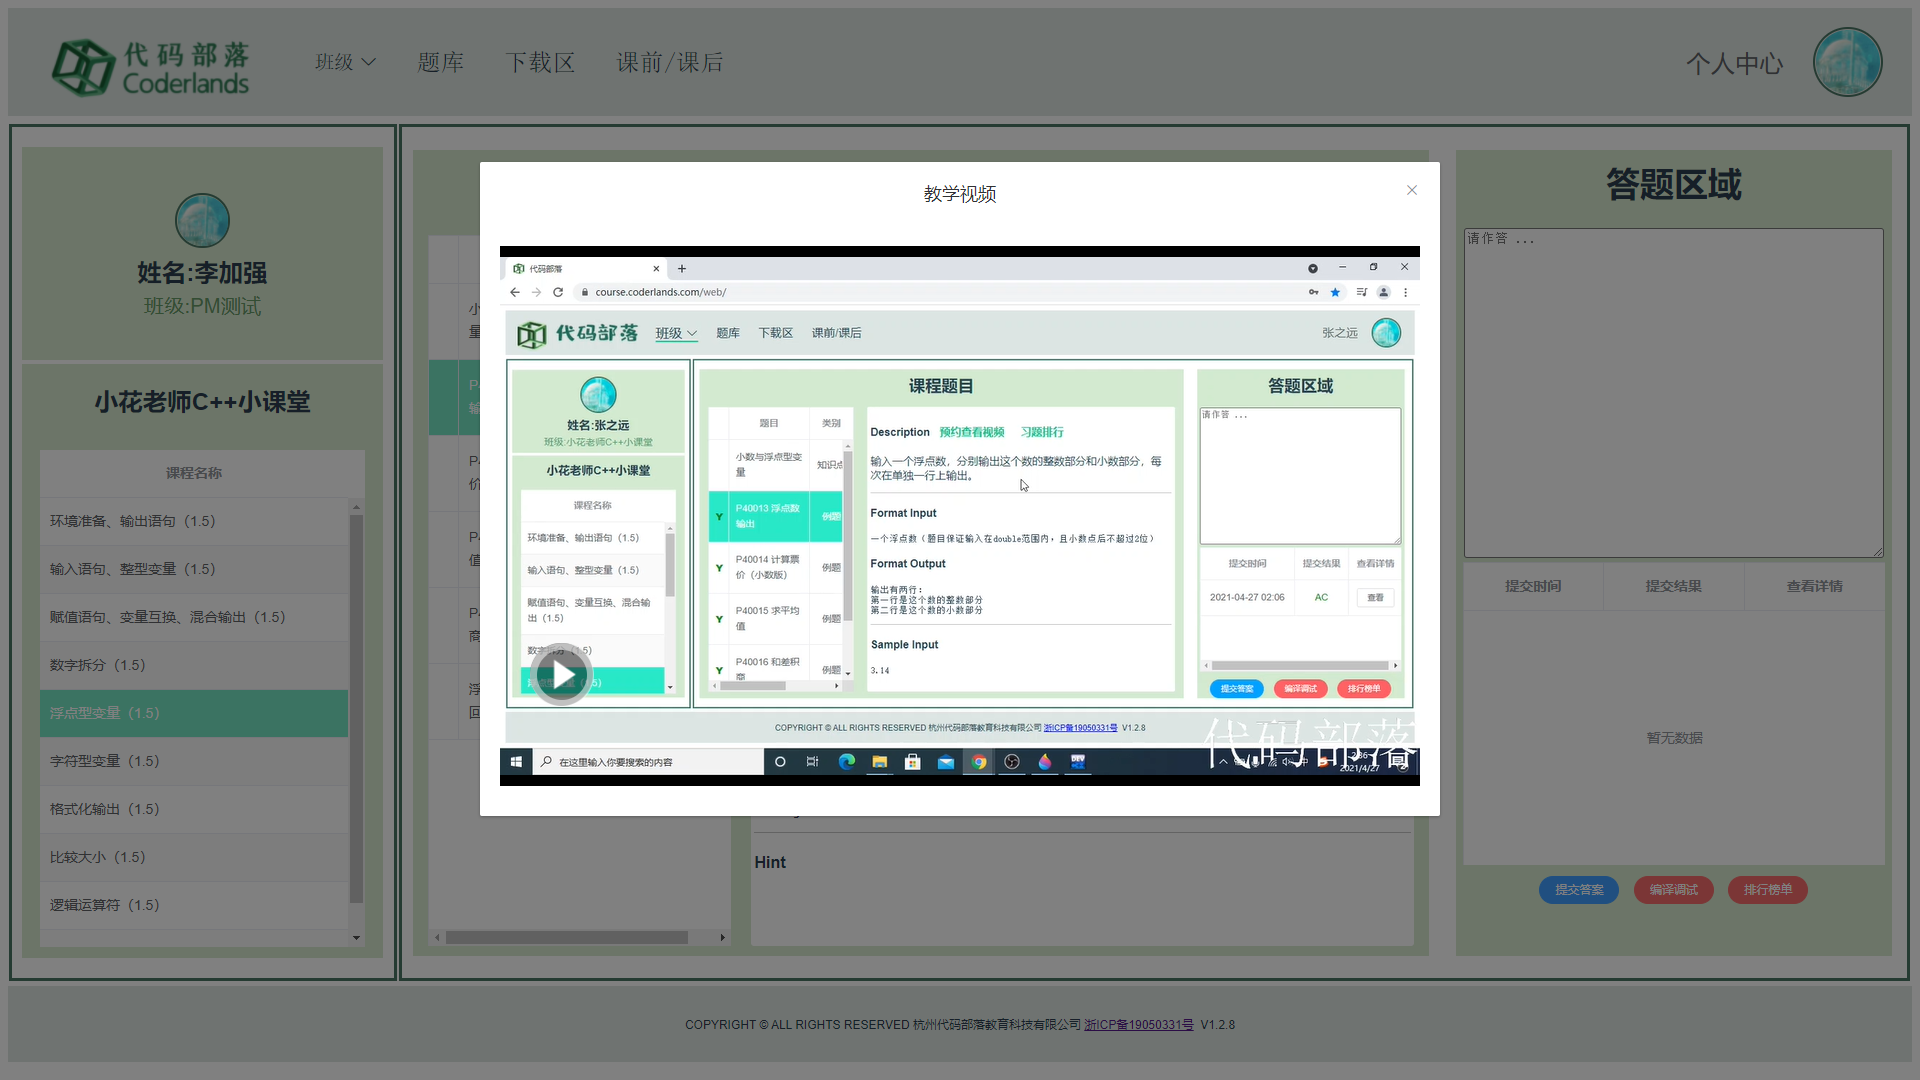 代码部落
Coderlands
班级
题库
下载区
课前/课后
个人中心
姓名:李加强
班级:PM测试
小花老师C++小课堂
课程名称
环境准备、输出语句（1.5）
输入语句、整型变量（1.5）
赋值语句、变量互换、混合输出（1.5）
数字拆分（1.5）
浮点型变量（1.5）
字符型变量（1.5）
格式化输出（1.5）
比较大小（1.5）
逻辑运算符（1.5）
教学视频
代码部落
course.coderlands.com/web/
代码部落
班级
题库
下载区
课前/课后
张之远
姓名:张之远
班级:小花老师C++小课堂
小花老师C++小课堂
课程名称
环境准备、输出语句（1.5）
输入语句、整型变量（1.5）
赋值语句、变量互换、混合输
出（1.5）
课程题目
题目
类别
小数与浮点型变
量
知识点
Y
P40013 浮点数
输出
例题
Y
P40014 计算票
价（小数版）
例题
Y
P40015 求平均
值
例题
Y
P40016 和差积
商
例题
Description
预约查看视频
习题排行
输入一个浮点数，分别输出这个数的整数部分和小数部分，每
次在单独一行上输出。
Format Input
一个浮点数（题目保证输入在double范围内，且小数点后不超过2位）
Format Output
输出有两行：
第一行是这个数的整数部分
第二行是这个数的小数部分
Sample Input
3.14
答题区域
请作答 ...
提交时间
提交结果
查看详情
2021-04-27 02:06
AC
查看
提交答案
编译调试
排行榜单
COPYRIGHT © ALL RIGHTS RESERVED 杭州代码部落教育科技有限公司 浙ICP备19050331号 V1.2.8
代码部落
在这里输入你要搜索的内容
2021/4/27
Hint
答题区域
请作答 ...
提交时间
提交结果
查看详情
暂无数据
提交答案
编译调试
排行榜单
COPYRIGHT © ALL RIGHTS RESERVED 杭州代码部落教育科技有限公司 浙ICP备19050331号 V1.2.8